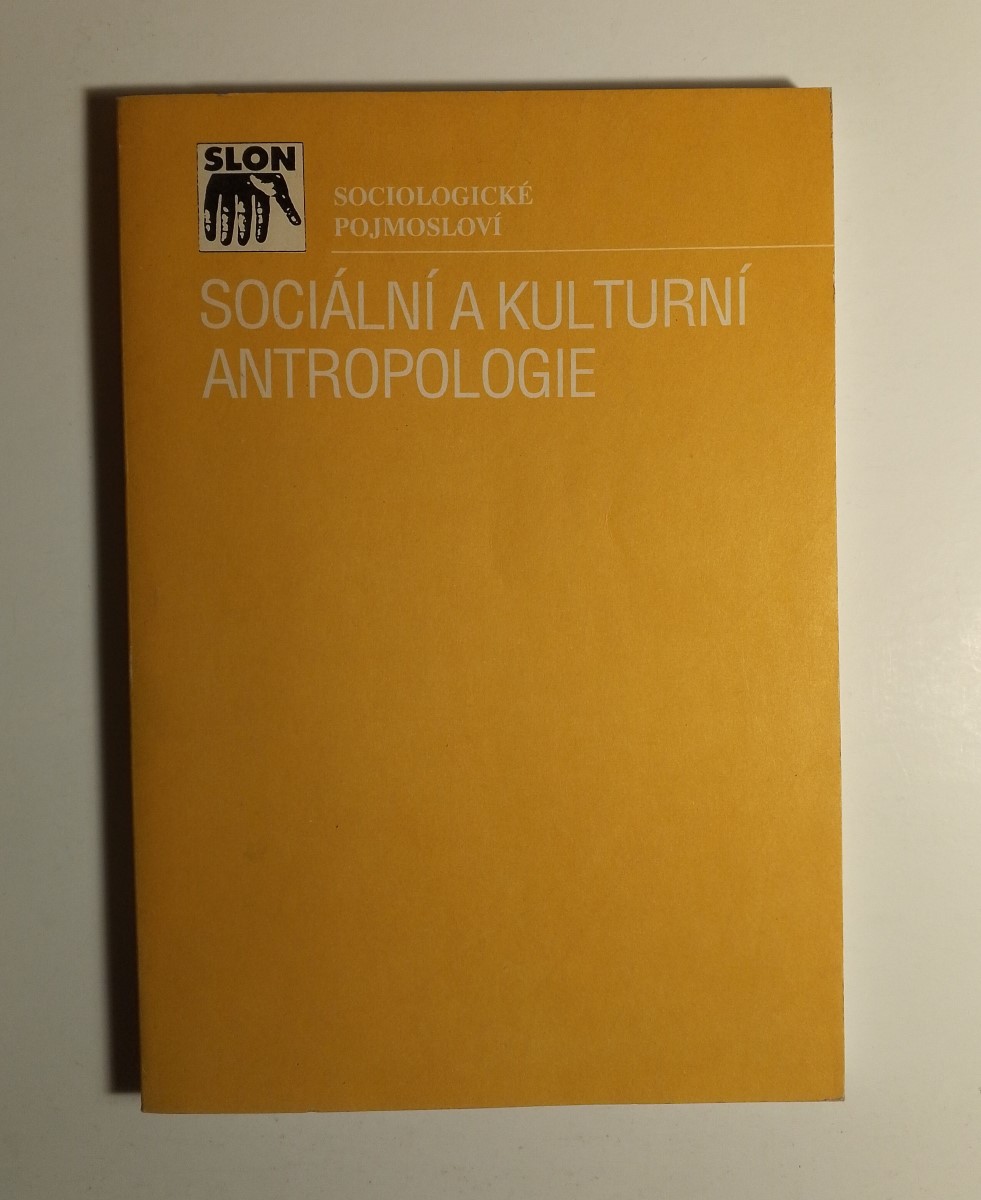 SLON
SOCIOLOGICKÉ
POJMOSLOVÍ
SOCIÁLNÍ A KULTURNÍ
ANTROPOLOGIE